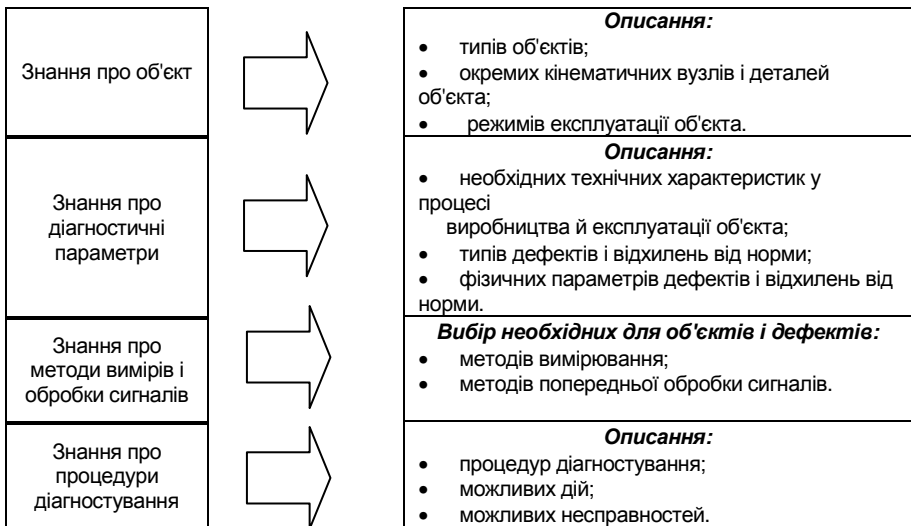 Знання про об'єкт
Описання:
• типів об'єктів;
• окремих кінематичних вузлів і деталей
об'єкта;
• режимів експлуатації об'єкта.
Знання про
діагностичні
параметри
Описання:
• необхідних технічних характеристик у
процесі
виробництва й експлуатації об'єкта;
• типів дефектів і відхилень від норми;
• фізичних параметрів дефектів і відхилень від
норми.
Знання про
методи вимірів і
обробки сигналів
Вибір необхідних для об'єктів і дефектів:
• методів вимірювання;
• методів попередньої обробки сигналів.
Знання про
процедури
діагностування
Описання:
• процедур діагностування;
• можливих дій;
• можливих несправностей.